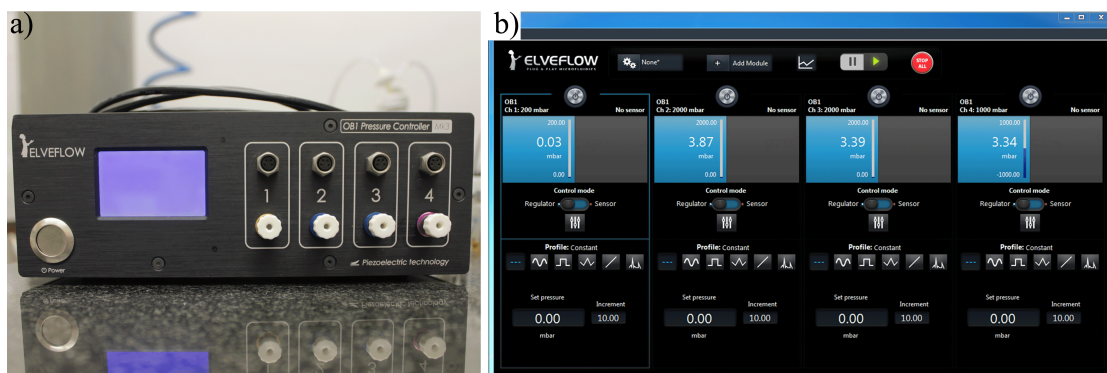 a)
ELVEFLOW
OB1 Pressure Controller Mk3
1 2 3 4
Power
Piezoelectric technology
b)
ELVEFLOW
PLUG & PLAY MICROFLUIDICS
None*
+ Add Module
STOP ALL
OB1
Ch 1: 200 mbar No sensor
200.00
0.03
mbar
0.00
Control mode
Regulator Sensor
Profile: Constant
Set pressure
Increment
0.00
10.00
mbar
OB1
Ch 2: 2000 mbar No sensor
2000.00
3.87
mbar
0.00
Control mode
Regulator Sensor
Profile: Constant
Set pressure
Increment
0.00
10.00
mbar
OB1
Ch 3: 2000 mbar No sensor
2000.00
3.39
mbar
0.00
Control mode
Regulator Sensor
Profile: Constant
Set pressure
Increment
0.00
10.00
mbar
OB1
Ch 4: 1000 mbar No sensor
1000.00
3.34
mbar
-1000.00
Control mode
Regulator Sensor
Profile: Constant
Set pressure
Increment
0.00
10.00
mbar